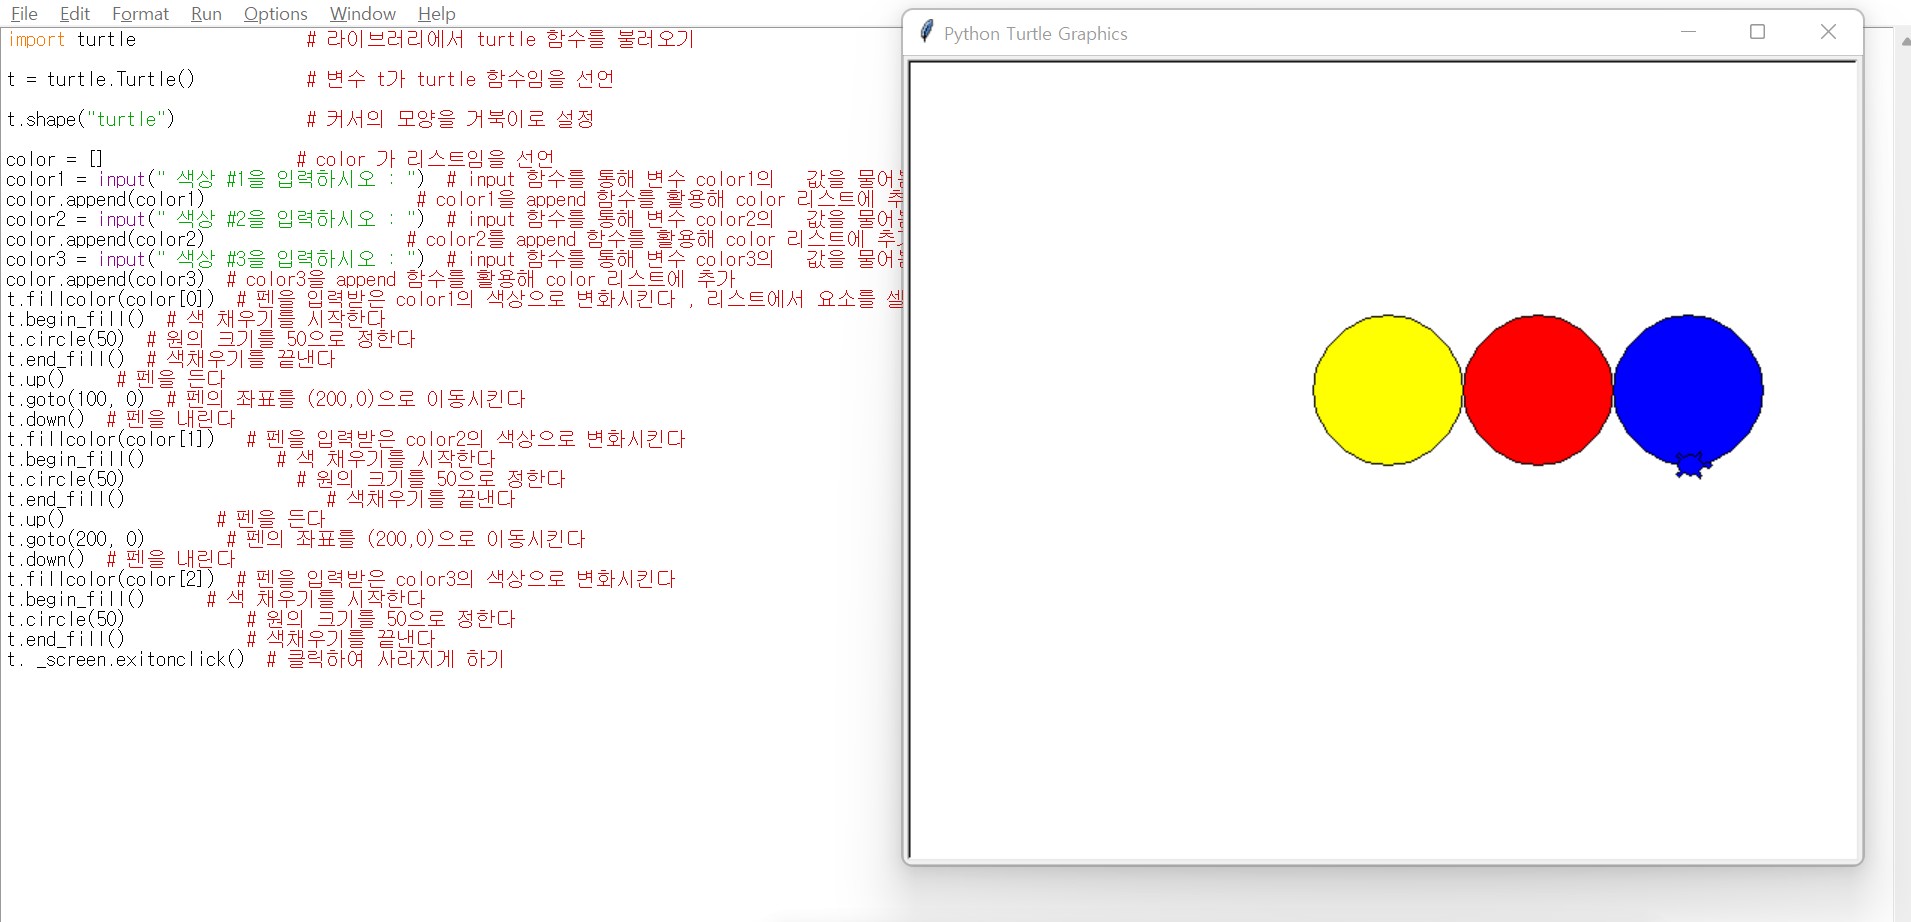 File Edit Format Run Options Window Help
import turtle # 라이브러리에서 turtle 함수를 불러오기
t = turtle.Turtle() # 변수 t가 turtle 함수임을 선언
t.shape("turtle") # 커서의 모양을 거북이로 설정
color = [] # color 가 리스트임을 선언
color1 = input(" 색상 #1을 입력하시오 : ") # input 함수를 통해 변수 color1의 값을 물어
color.append(color1) # color1을 append 함수를 활용해 color 리스트에
color2 = input(" 색상 #2을 입력하시오 : ") # input 함수를 통해 변수 color2의 값을 물어
color.append(color2) # color2를 append 함수를 활용해 color 리스트에
color3 = input(" 색상 #3을 입력하시오 : ") # input 함수를 통해 변수 color3의 값을 물어
color.append(color3) # color3을 append 함수를 활용해 color 리스트에 추가
t.fillcolor(color[0]) # 펜을 입력받은 color1의 색상으로 변화시킨다 , 리스트에서 요소를
t.begin_fill() # 색 채우기를 시작한다
t.circle(50) # 원의 크기를 50으로 정한다
t.end_fill() # 색채우기를 끝낸다
t.up() # 펜을 든다
t.goto(100, 0) # 펜의 좌표를 (200,0)으로 이동시킨다
t.down() # 펜을 내린다
t.fillcolor(color[1]) # 펜을 입력받은 color2의 색상으로 변화시킨다
t.begin_fill() # 색 채우기를 시작한다
t.circle(50) # 원의 크기를 50으로 정한다
t.end_fill() # 색채우기를 끝낸다
t.up() # 펜을 든다
t.goto(200, 0) # 펜의 좌표를 (200,0)으로 이동시킨다
t.down() # 펜을 내린다
t.fillcolor(color[2]) # 펜을 입력받은 color3의 색상으로 변화시킨다
t.begin_fill() # 색 채우기를 시작한다
t.circle(50) # 원의 크기를 50으로 정한다
t.end_fill() # 색채우기를 끝낸다
t. _screen.exitonclick() # 클릭하여 사라지게 하기
Python Turtle Graphics